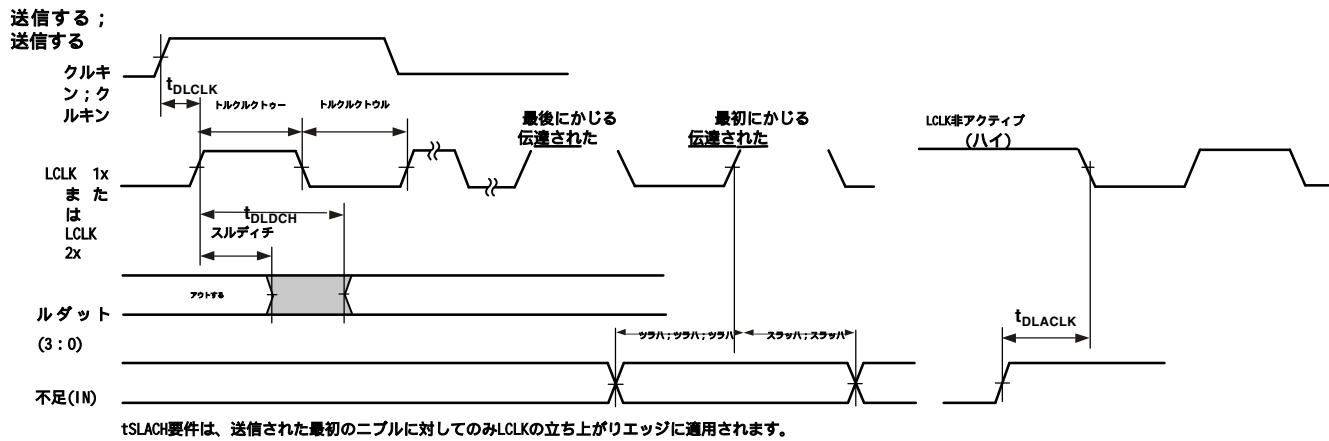 送信する；
送信する
クルキ
ン；ク
ルキン
tDLCLK
トルクルクトゥー
トルクルクトウル
最後にかじる
伝達された
最初にかじる
伝達された
LCLK非アクティブ
(ハイ)
LCLK 1x
また
は
LCLK
2x
tDLDCH
スルディチ
アウトする
ルダット
(3：0)
ツラハ；ツラハ；ツラハ
スラッハ；スラッハ
tDLACLK
不足(IN)
tSLACH要件は、送信された最初のニブルに対してのみLCLKの立ち上がりエッジに適用されます。